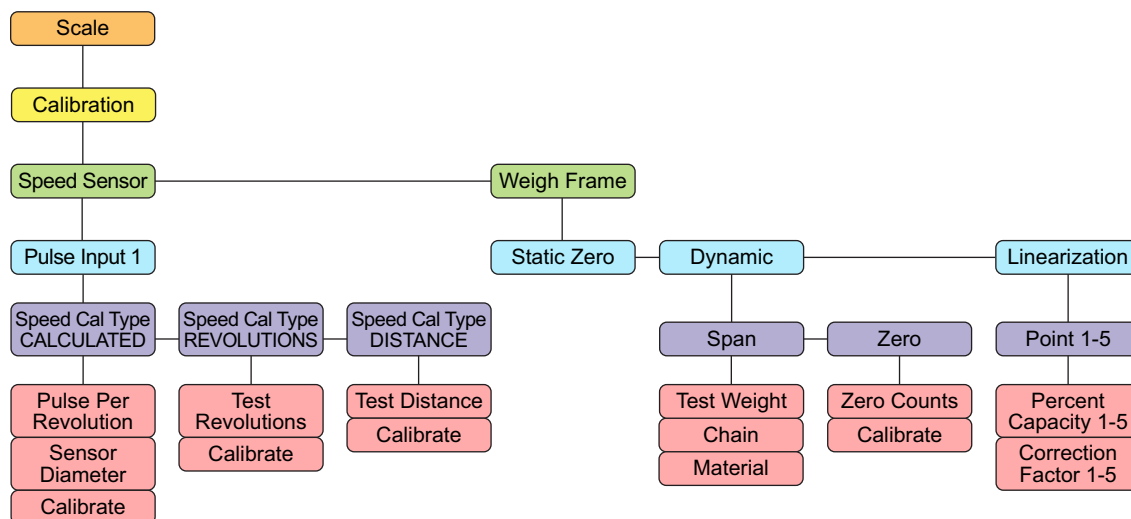 Scale
Calibration
Speed Sensor
Weigh Frame
Pulse Input 1
Static Zero
Dynamic
Linearization
Speed Cal Type
CALCULATED
Speed Cal Type
REVOLUTIONS
Speed Cal Type
DISTANCE
Span
Zero
Point 1-5
Pulse Per
Revolution
Sensor
Diameter
Calibrate
Test
Revolutions
Calibrate
Test Distance
Calibrate
Test Weight
Chain
Material
Zero Counts
Calibrate
Percent
Capacity 1-5
Correction
Factor 1-5